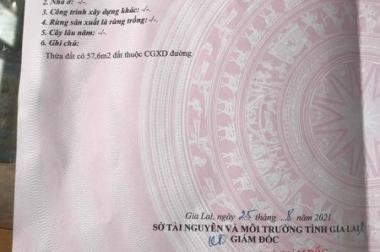 2. Nhà ở: -/-.
3. Công trình xây dựng khác: -/-.
4. Rừng sản xuất là rừng trồng: -/-.
5. Cây lâu năm: -/-.
6. Ghi chú:
Thửa đất có 57,6m2 đất thuộc CGXD đường.
Gia Lai, ngày 25 tháng 8 năm 2021
SỞ TÀI NGUYÊN VÀ MÔI TRƯỜNG TỈNH GIA LAI
GIÁM ĐỐC